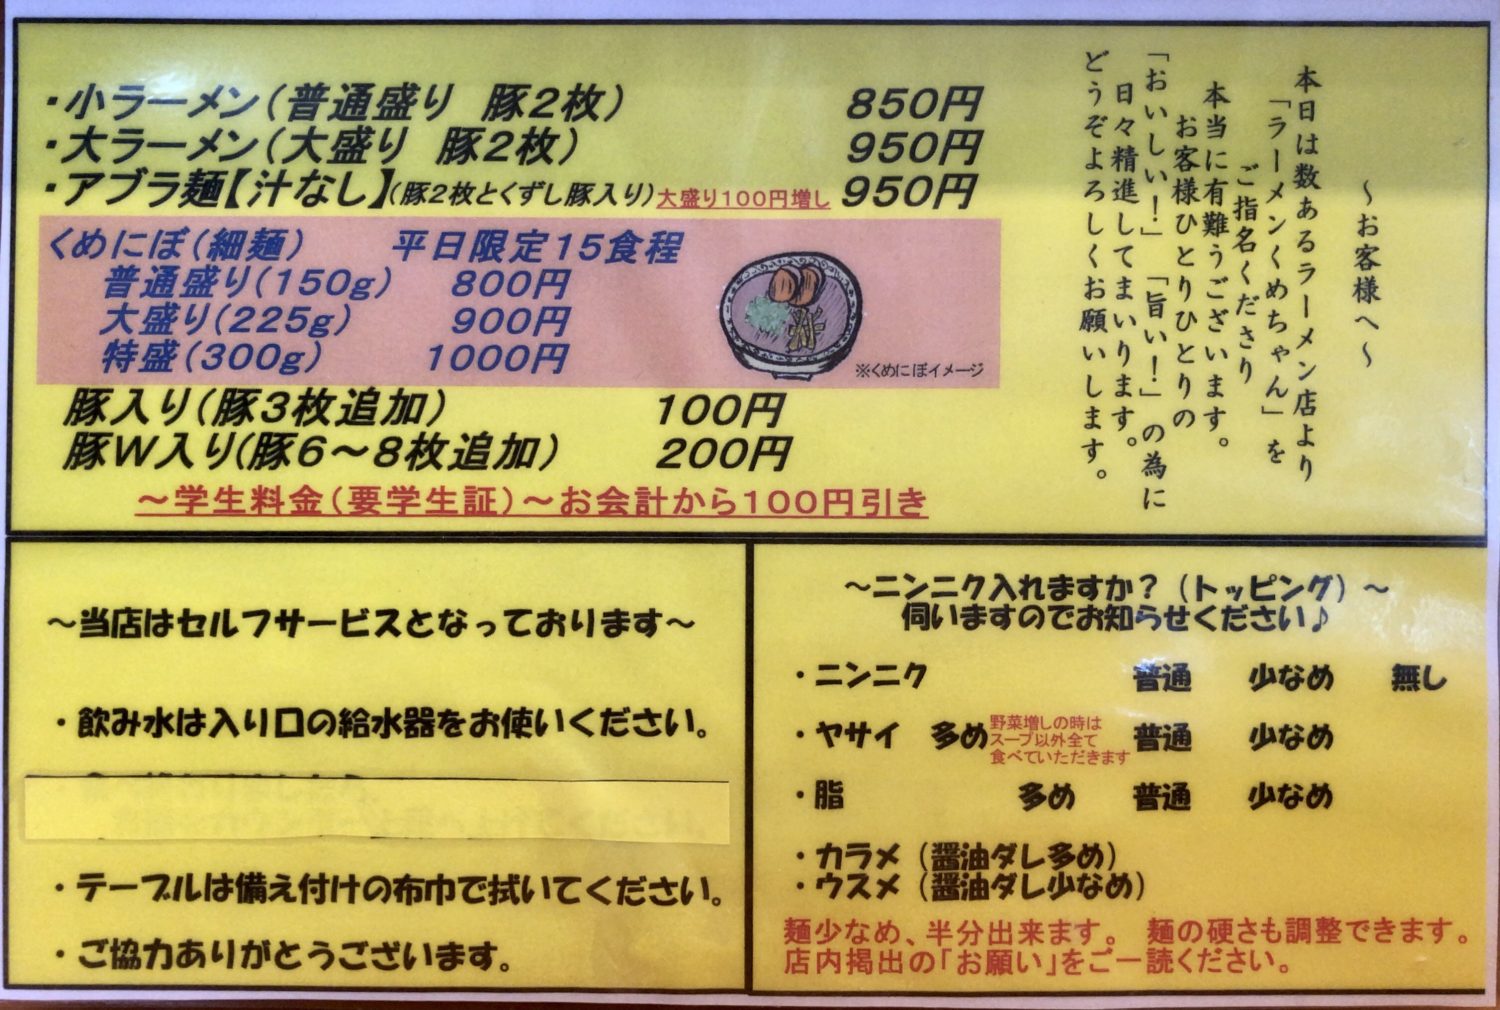 ・小ラーメン(普通盛り 豚2枚) 850円
・大ラーメン(大盛り 豚2枚) 950円
・アブラ麺【汁なし】(豚2枚とくずし豚入り)大盛り100円増し 950円
くめにぼ(細麺) 平日限定15食程
普通盛り(150g) 800円
大盛り(225g) 900円
特盛(300g) 1000円
※くめにぼイメージ
豚入り(豚3枚追加) 100円
豚W入り(豚6～8枚追加) 200円
～学生料金(要学生証)～お会計から100円引き
～お客様へ～
本日は数あるラーメン店より
「ラーメンくめちゃん」を
ご指名くださり
本当に有難うございます。
お客様ひとりひとりの
「おいしい！」「旨い！」の為に
日々精進してまいります。
どうぞよろしくお願いします。
～当店はセルフサービスとなっております～
・飲み水は入り口の給水器をお使いください。
・テーブルは備え付けの布巾で拭いてください。
・ご協力ありがとうございます。
～ニンニク入れますか？(トッピング)～
伺いますのでお知らせください♪
・ニンニク 普通 少なめ 無し
・ヤサイ 多め 野菜増しの時は
スープ以外全て
食べていただきます 普通 少なめ
・脂 多め 普通 少なめ
・カラメ(醤油ダレ多め)
・ウスメ(醤油ダレ少なめ)
麺少なめ、半分出来ます。 麺の硬さも調整できます。
店内掲出の「お願い」をご一読ください。